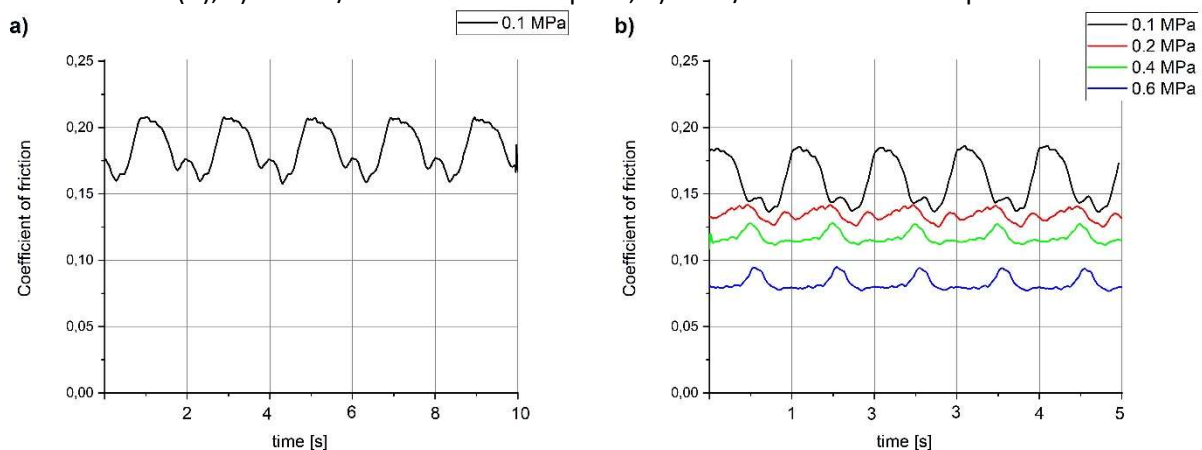 a)
0.1 MPa
0,25
0,20
0,15
0,10
0,05
0,00
Coefficient of friction
2
4
6
8
10
time [s]
b)
0.1 MPa
0.2 MPa
0.4 MPa
0.6 MPa
0,25
0,20
0,15
0,10
0,05
0,00
Coefficient of friction
1
3
3
4
5
time [s]